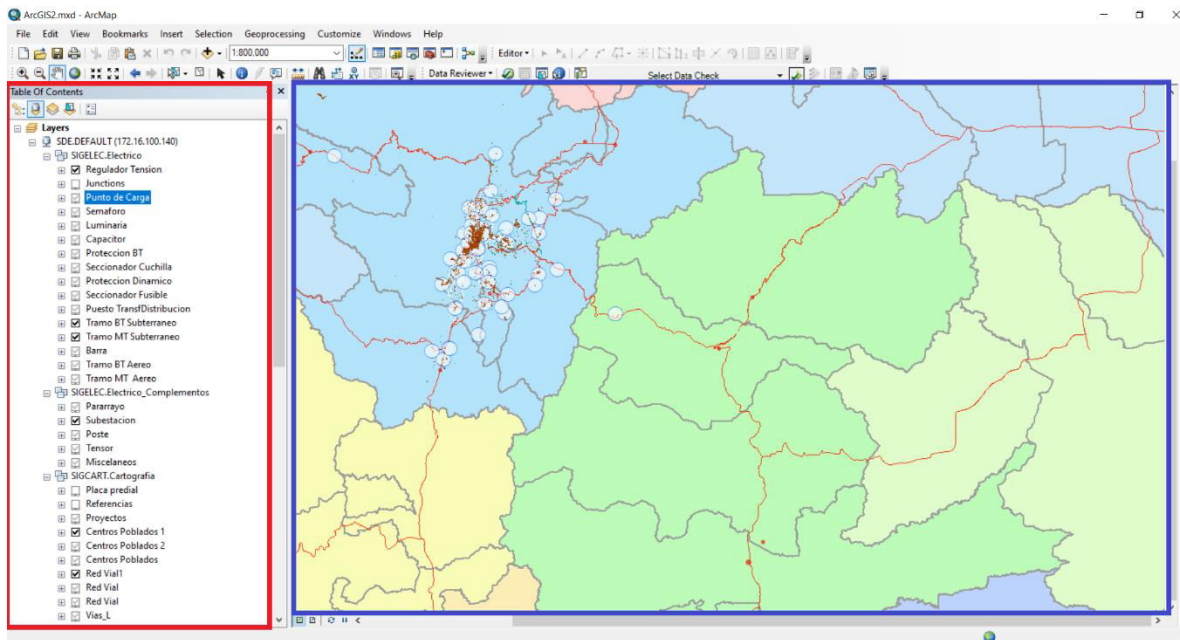 ArcGIS2.mxd - ArcMap
File Edit View Bookmarks Insert Selection Geoprocessing Customize Windows Help
1:800.000 Editor
Data Reviewer Select Data Check
Table Of Contents
Layers
SDE.DEFAULT (172.16.100.140)
SIGELEC.Electrico
Regulador Tension
Junctions
Punto de Carga
Semaforo
Luminaria
Capacitor
Proteccion BT
Seccionador Cuchilla
Proteccion Dinamico
Seccionador Fusible
Puesto TransfDistribucion
Tramo BT Subterraneo
Tramo MT Subterraneo
Barra
Tramo BT Aereo
Tramo MT Aereo
SIGELEC.Electrico_Complementos
Pararrayo
Subestacion
Poste
Tensor
Miscelaneos
SIGCART.Cartografia
Placa predial
Referencias
Proyectos
Centros Poblados 1
Centros Poblados 2
Centros Poblados
Red Vial1
Red Vial
Red Vial
Vias_L